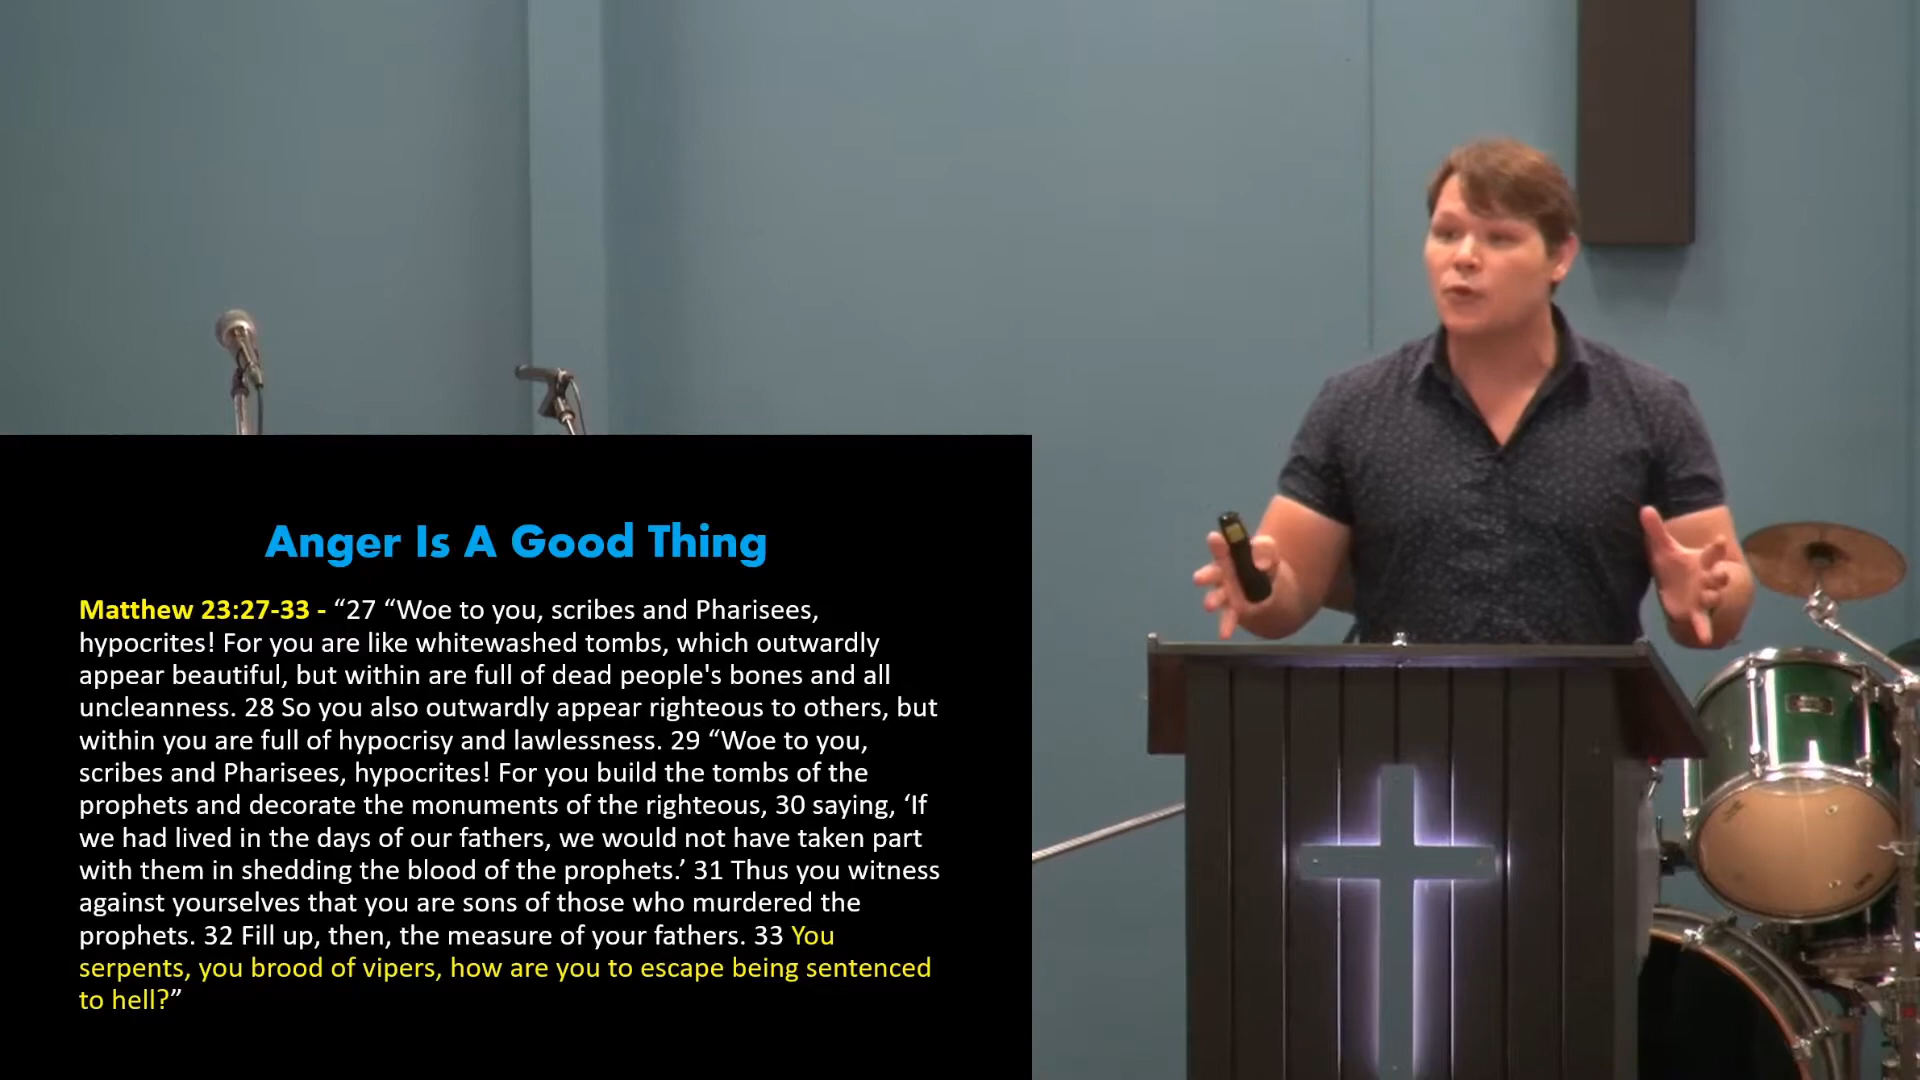 Anger Is A Good Thing
Matthew 23:27-33 - “27 “Woe to you, scribes and Pharisees,
hypocrites! For you are like whitewashed tombs, which outwardly
appear beautiful, but within are full of dead people's bones and all
uncleanness. 28 So you also outwardly appear righteous to others, but
within you are full of hypocrisy and lawlessness. 29 “Woe to you,
scribes and Pharisees, hypocrites! For you build the tombs of the
prophets and decorate the monuments of the righteous, 30 saying, ‘If
we had lived in the days of our fathers, we would not have taken part
with them in shedding the blood of the prophets.’ 31 Thus you witness
against yourselves that you are sons of those who murdered the
prophets. 32 Fill up, then, the measure of your fathers. 33 You
serpents, you brood of vipers, how are you to escape being sentenced
to hell?”